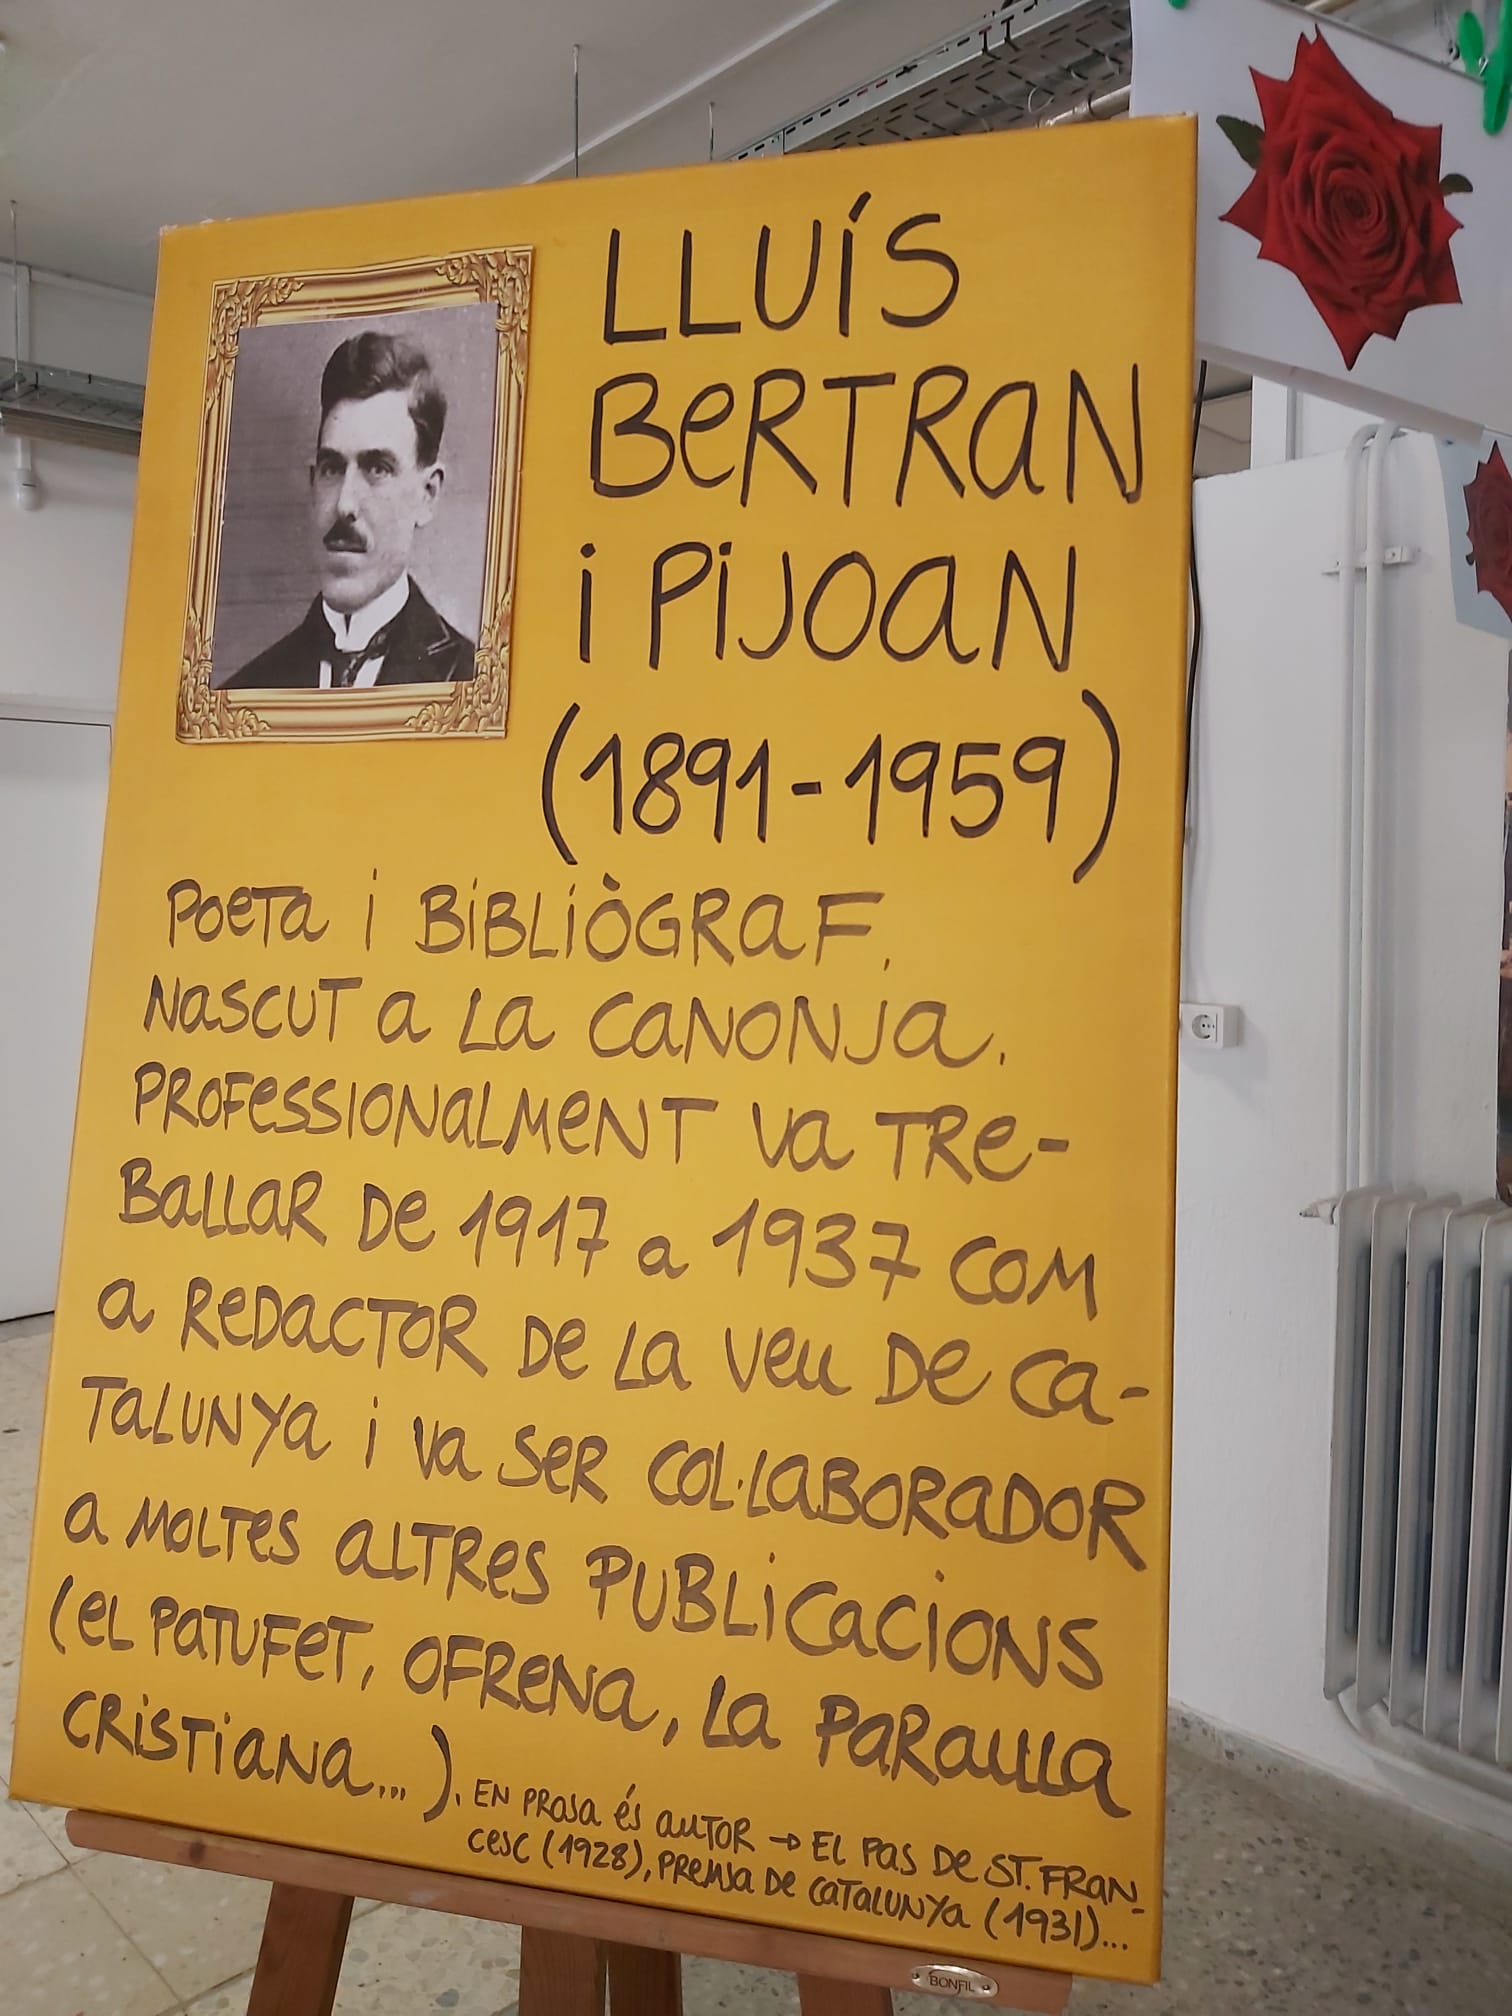 LLUÍS
BERTRAN
i PIJOAN
(1891-1959)
POETA i BIBLIÒGRAF.
NASCUT A LA CANONJA.
PROFESSIONALMENT VA TRE-
BALLAR DE 1917 a 1937 COM
A REDACTOR DE LA VEU DE CA-
TALUNYA i VA SER COL·LABORADOR
A MOLTES ALTRES PUBLICACIONS
(EL PATUFET, OFRENA, LA PARAULA
CRISTIANA...). EN PROSA ÉS AUTOR → EL PAS DE ST. FRAN-
CESC (1928), PREMSA DE CATALUNYA (1931)...
BONFIL